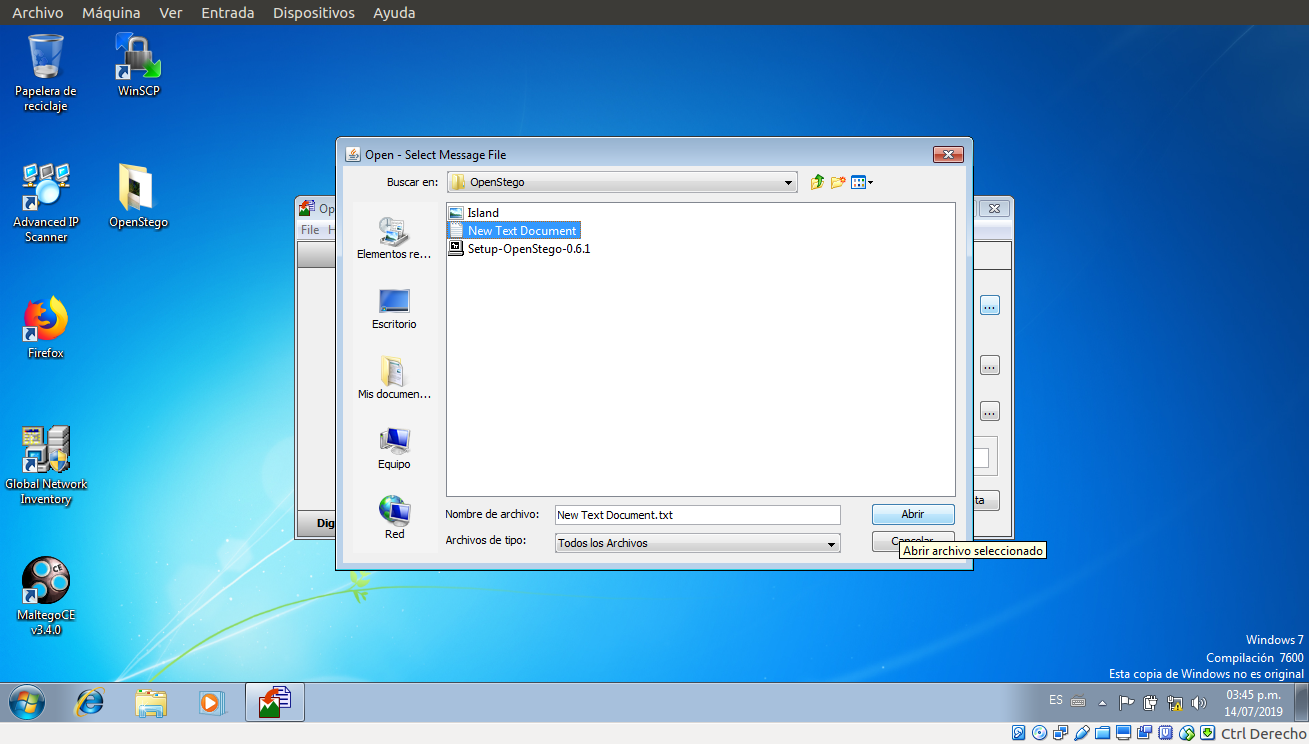 Archivo Máquina Ver Entrada Dispositivos Ayuda
Papelera de
reciclaje
WinSCP
Advanced IP
Scanner
OpenStego
Firefox
Global Network
Inventory
MaltegoCE
v3.4.0
Op
File H
Dig
ta
...
...
...
Open - Select Message File
Buscar en: OpenStego
Island
New Text Document
Setup-OpenStego-0.6.1
Elementos re...
Escritorio
Mis documen...
Equipo
Red
Nombre de archivo: New Text Document.txt
Abrir
Archivos de tipo: Todos los Archivos
Cancelar
Abrir archivo seleccionado
Windows 7
Compilación 7600
Esta copia de Windows no es original
ES
03:45 p.m.
14/07/2019
Ctrl Derecho